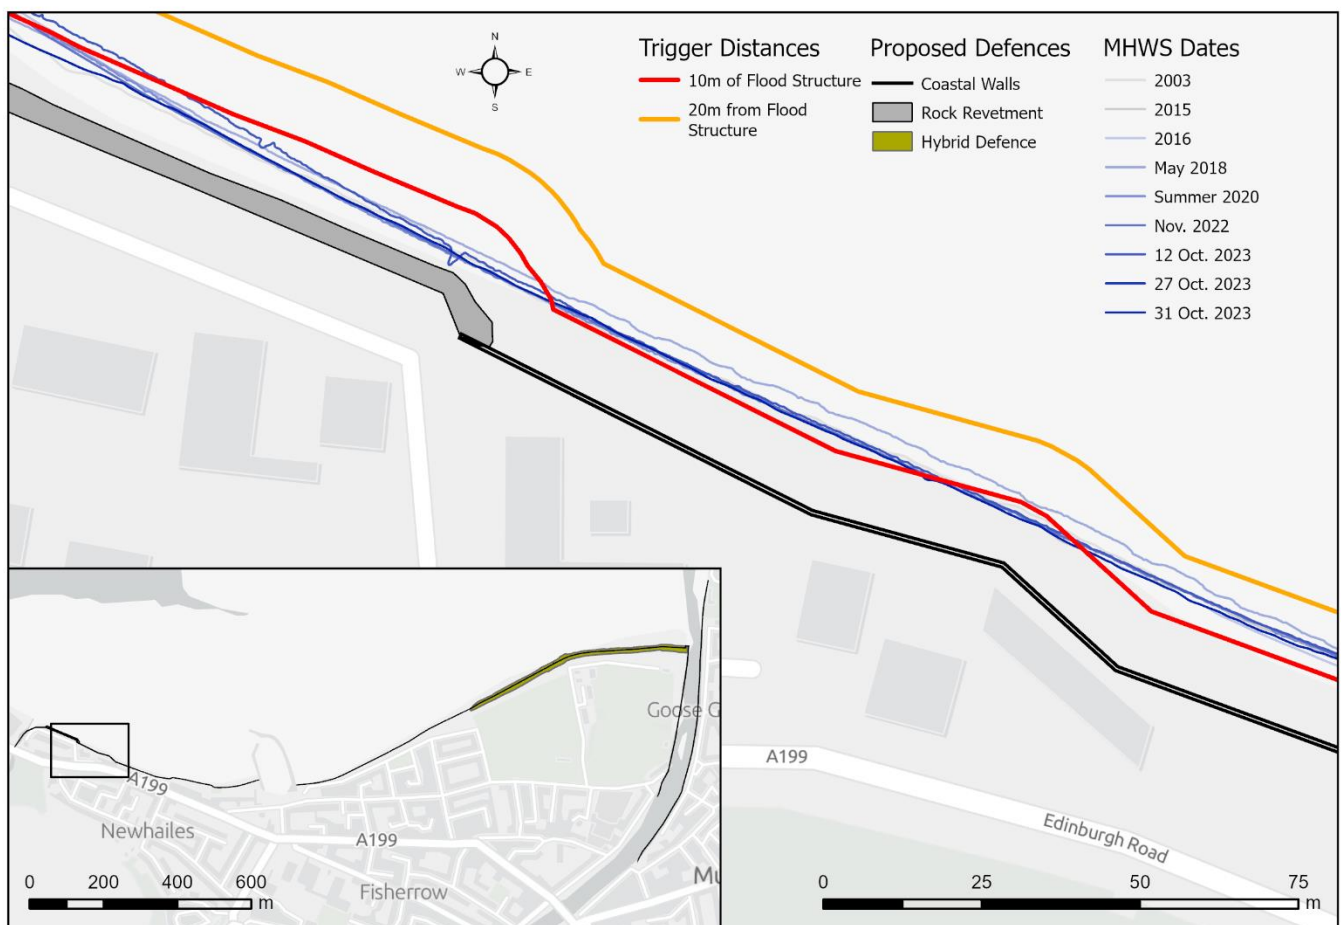 N
W E
S
Trigger Distances
10m of Flood Structure
20m from Flood
Structure
Proposed Defences
Coastal Walls
Rock Revetment
Hybrid Defence
MHWS Dates
2003
2015
2016
May 2018
Summer 2020
Nov. 2022
12 Oct. 2023
27 Oct. 2023
31 Oct. 2023
A199
Edinburgh Road
0 25 50 75
m
Goose G
A199
Newhailes
A199
Fisherrow
Mu
0 200 400 600
m